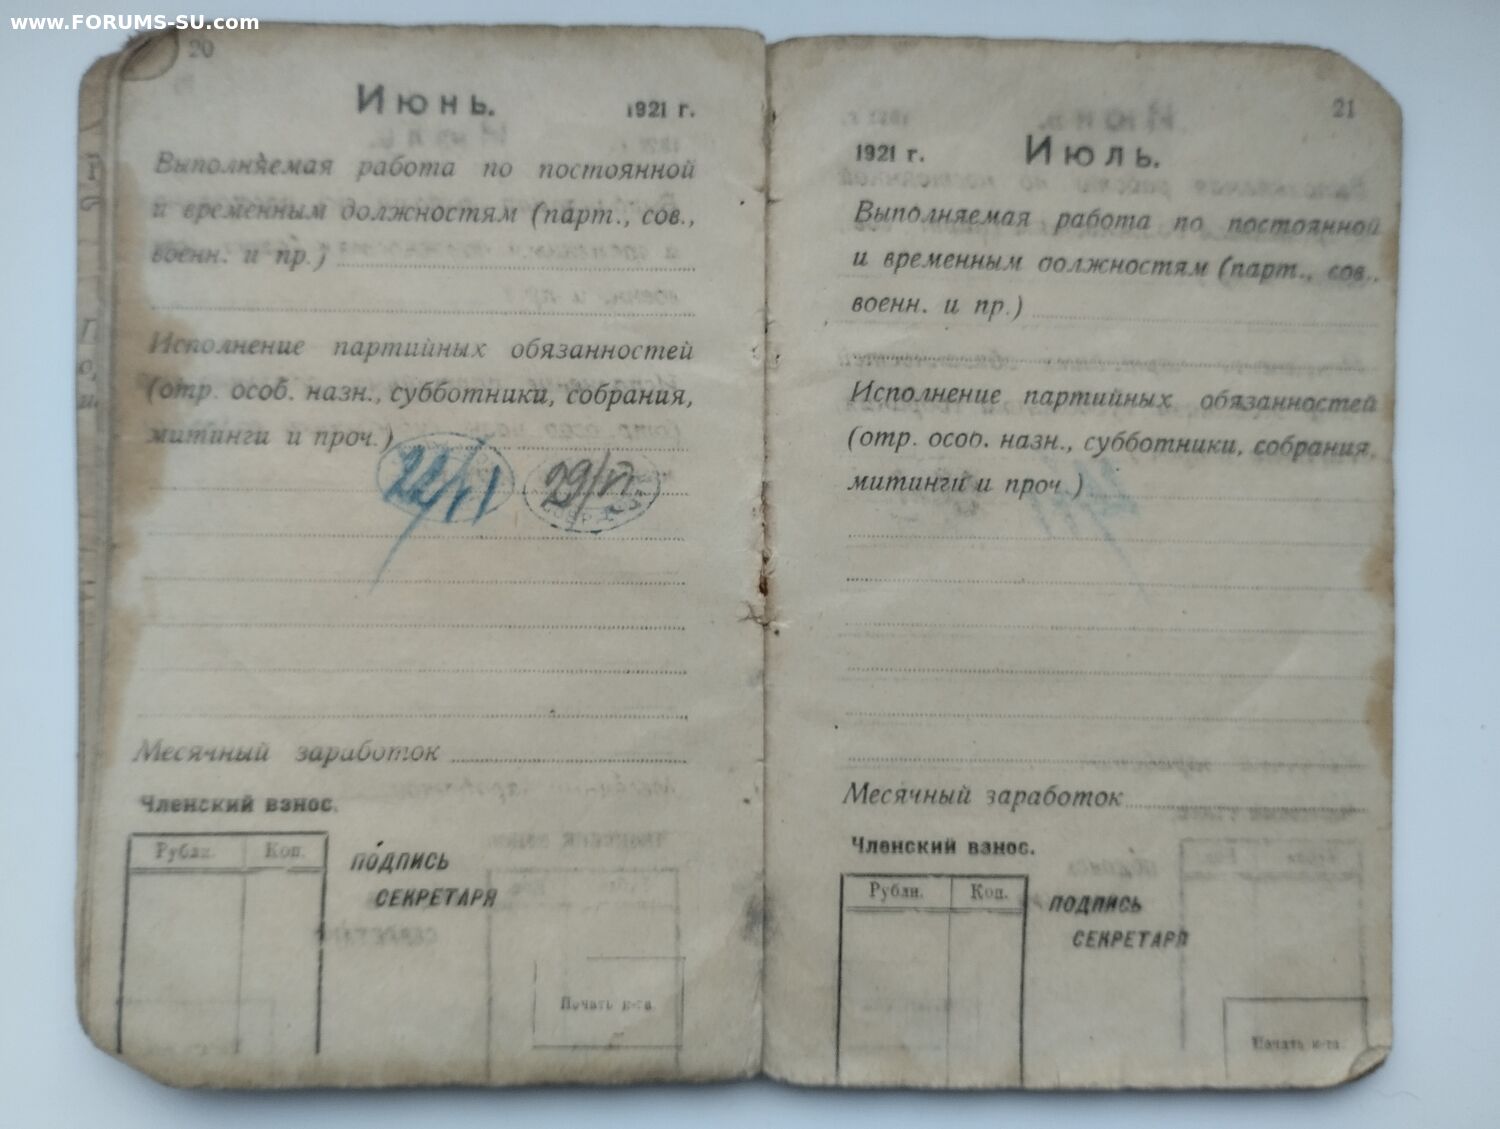 www.FORUMS-SU.com
20
Июнь.
1921 г.
Выполняемая работа по постоянной
и временным должностям (парт., сов.,
военн. и пр.)
Исполнение партийных обязанностей
(отр. особ. назн., субботники, собрания,
митинги и проч.)
22/VI 29/VI
Месячный заработок
Членский взнос.
Рубли. Коп.
ПОДПИСЬ
СЕКРЕТАРЯ
Печать к-та
21
1921 г.
Июль.
Выполняемая работа по постоянной
и временным должностям (парт., сов.,
военн. и пр.)
Исполнение партийных обязанностей
(отр. особ. назн., субботники, собрания,
митинги и проч.)
Месячный заработок
Членский взнос.
Рубли. Коп.
ПОДПИСЬ
СЕКРЕТАРЯ
Печать к-та.